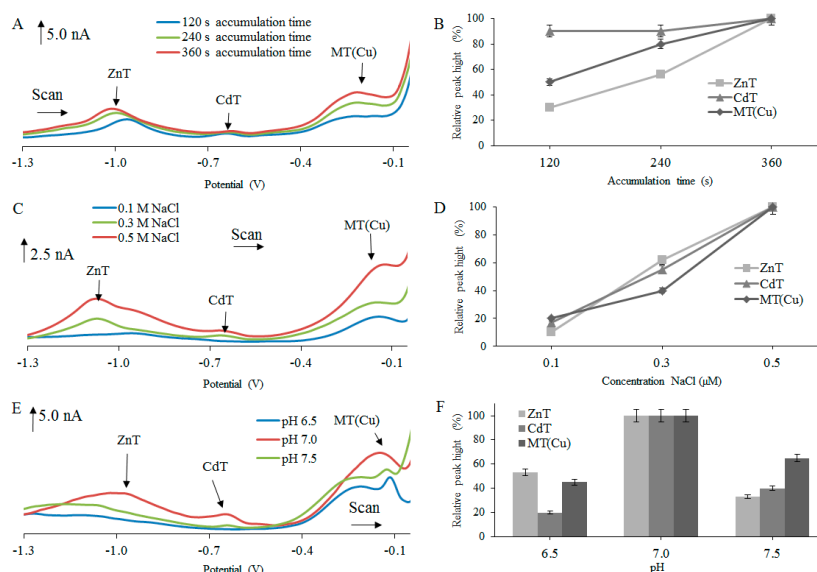 A
5.0 nA
120 s accumulation time
240 s accumulation time
360 s accumulation time
MT(Cu)
ZnT
Scan
CdT
-1.3
-1.0
-0.7
-0.4
-0.1
Potential (V)
B
Relative peak hight (%)
100
80
60
40
20
0
ZnT
CdT
MT(Cu)
120
240
360
Accumulation time (s)
C
0.1 M NaCl
0.3 M NaCl
0.5 M NaCl
2.5 nA
Scan
MT(Cu)
ZnT
CdT
-1.3
-1.0
-0.7
-0.4
-0.1
Potential (V)
D
Relative peak hight (%)
100
80
60
40
20
0
ZnT
CdT
MT(Cu)
0.1
0.3
0.5
Concentration NaCl (µM)
E
5.0 nA
pH 6.5
pH 7.0
pH 7.5
MT(Cu)
ZnT
CdT
Scan
-1.3
-1.0
-0.7
-0.4
-0.1
Potential (V)
F
Relative peak hight (%)
100
80
60
40
20
0
ZnT
CdT
MT(Cu)
6.5
7.0
7.5
pH